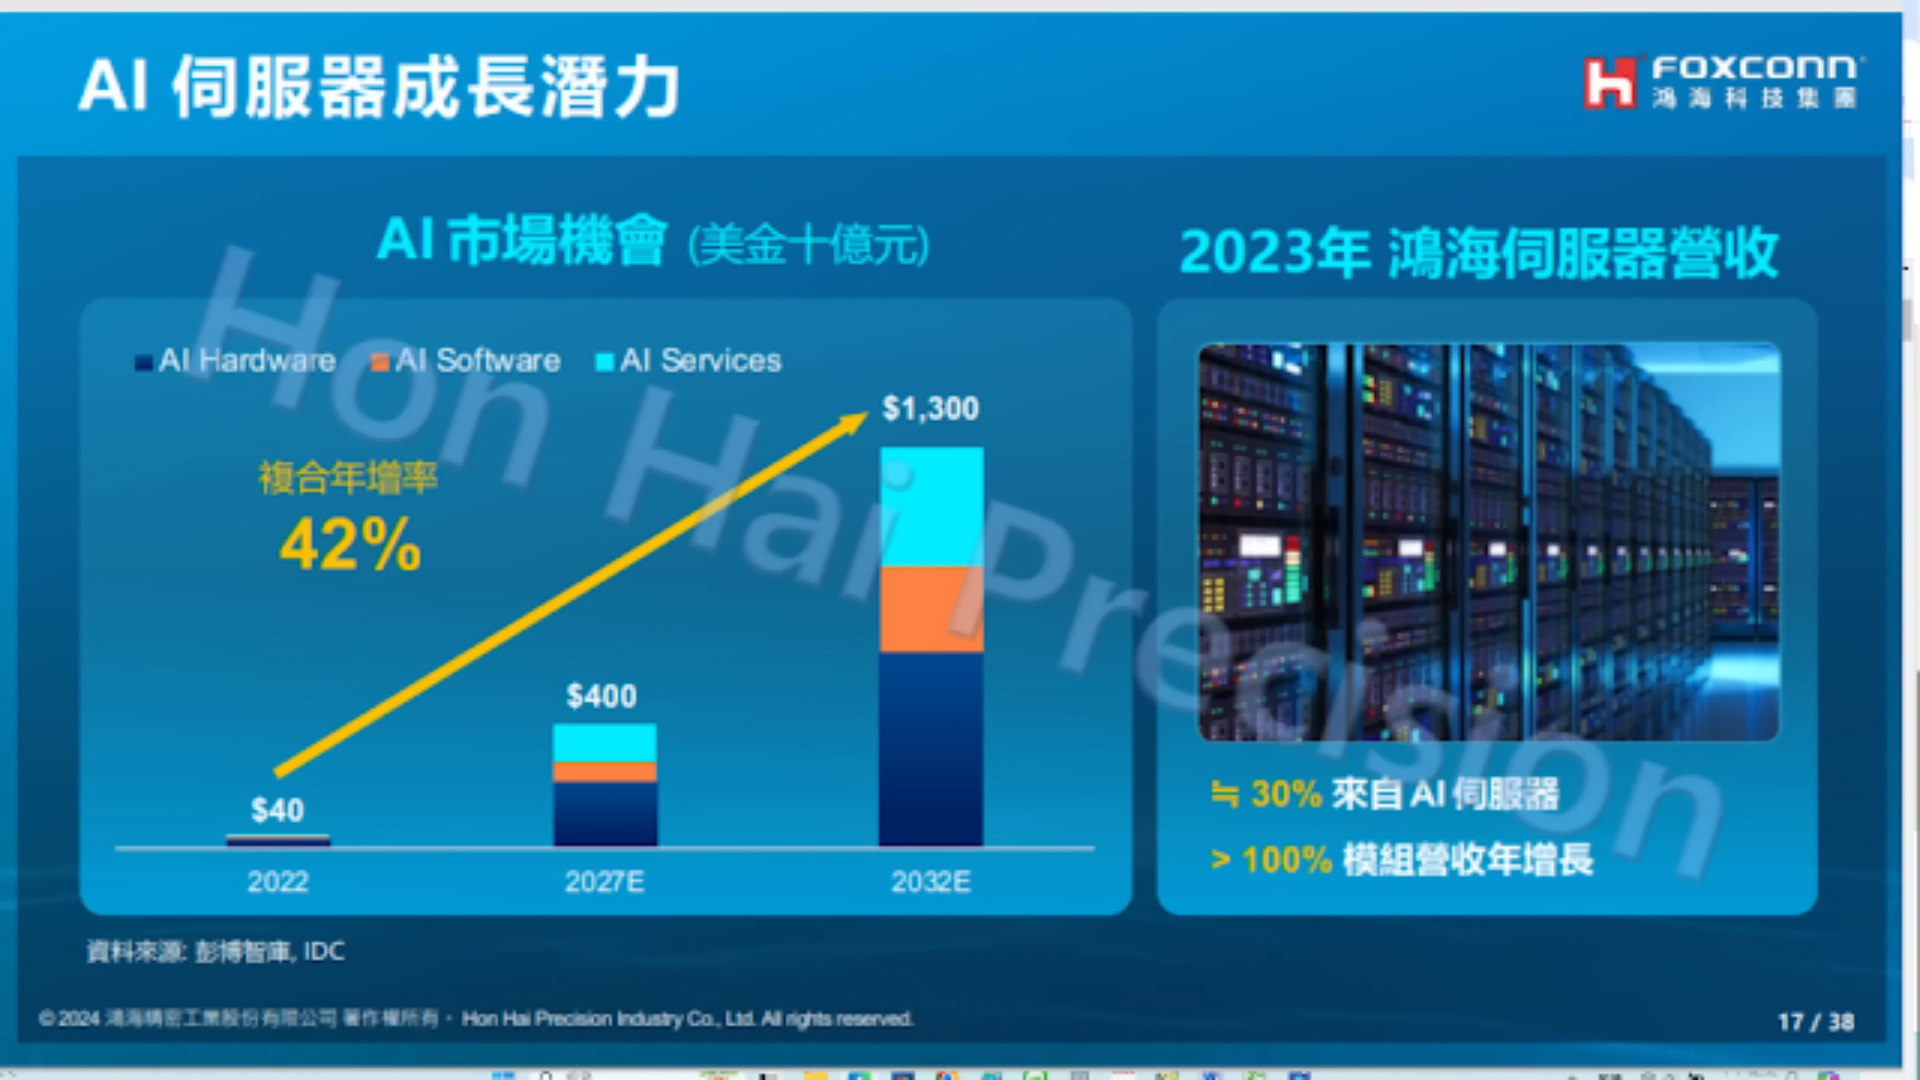 AI 伺服器成長潛力
FOXCONN
鴻海科技集團
AI 市場機會 (美金十億元)
AI Hardware AI Software AI Services
複合年增率
42%
$1,300
$400
$40
2022 2027E 2032E
2023年 鴻海伺服器營收
≒ 30% 來自 AI 伺服器
> 100% 模組營收年增長
Hon Hai Precision
資料來源: 彭博智庫, IDC
© 2024 鴻海精密工業股份有限公司 著作權所有。 Hon Hai Precision Industry Co., Ltd. All rights reserved.
17 / 38